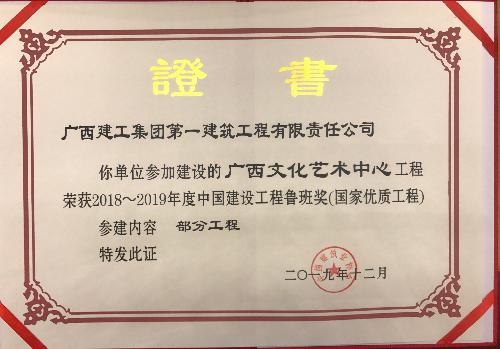 證書
广西建工集团第一建筑工程有限责任公司
你单位参加建设的广西文化艺术中心工程
荣获2018～2019年度中国建设工程鲁班奖(国家优质工程)
参建内容 部分工程
特发此证
二〇一九年十二月